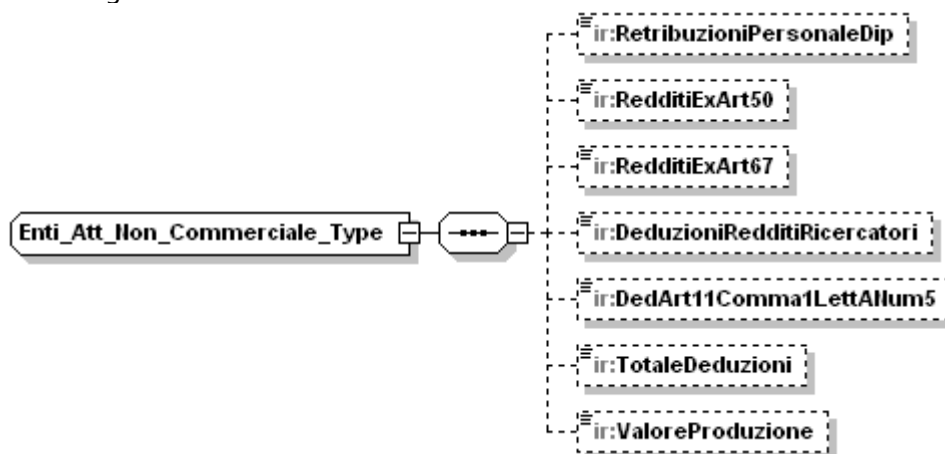 ir:RetribuzioniPersonaleDip
ir:RedditiExArt50
ir:RedditiExArt67
Enti_Att_Non_Commerciale_Type
ir:DeduzioniRedditiRicercatori
ir:DedArt11Comma1LettANum5
ir:TotaleDeduzioni
ir:ValoreProduzione